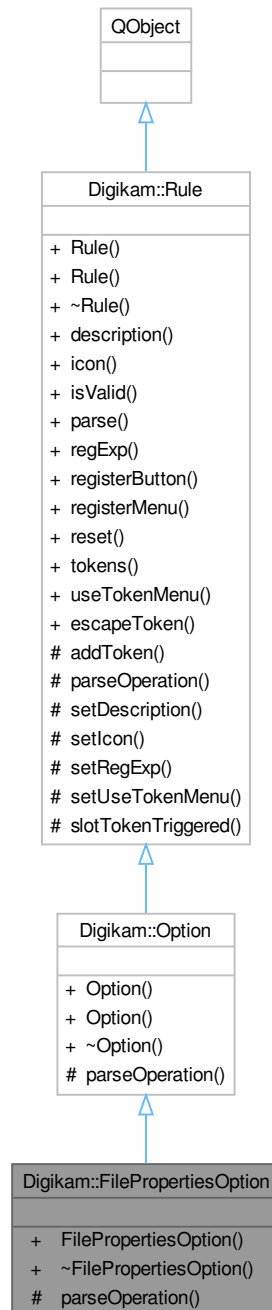 QObject
Digikam::Rule
+ Rule()
+ Rule()
+ ~Rule()
+ description()
+ icon()
+ isValid()
+ parse()
+ regExp()
+ registerButton()
+ registerMenu()
+ reset()
+ tokens()
+ useTokenMenu()
+ escapeToken()
# addToken()
# parseOperation()
# setDescription()
# setIcon()
# setRegExp()
# setUseTokenMenu()
# slotTokenTriggered()
Digikam::Option
+ Option()
+ Option()
+ ~Option()
# parseOperation()
Digikam::FilePropertiesOption
+ FilePropertiesOption()
+ ~FilePropertiesOption()
# parseOperation()